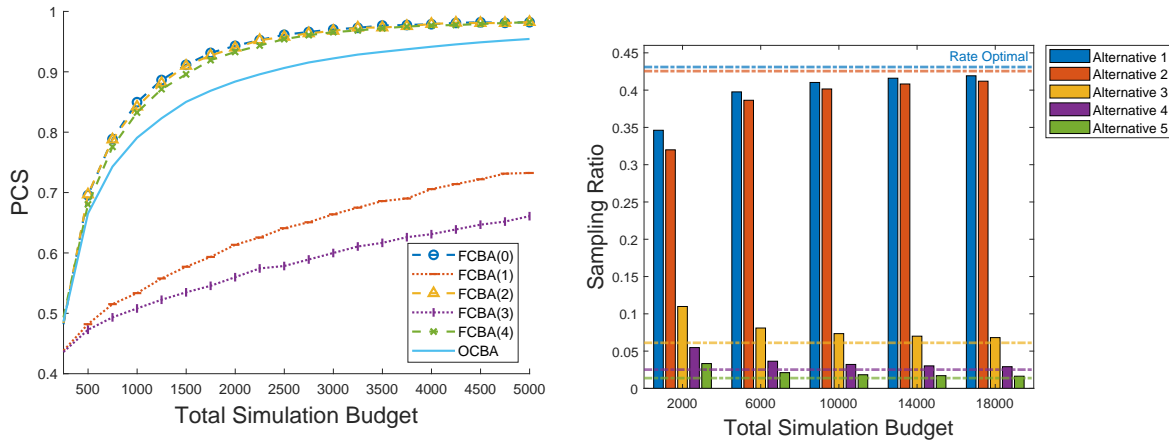 1
0.9
0.8
0.7
0.6
0.5
0.4
PCS
500 1000 1500 2000 2500 3000 3500 4000 4500 5000
Total Simulation Budget
FCBA(0)
FCBA(1)
FCBA(2)
FCBA(3)
FCBA(4)
OCBA
0.45
0.4
0.35
0.3
0.25
0.2
0.15
0.1
0.05
0
Sampling Ratio
Rate Optimal
2000 6000 10000 14000 18000
Total Simulation Budget
Alternative 1
Alternative 2
Alternative 3
Alternative 4
Alternative 5